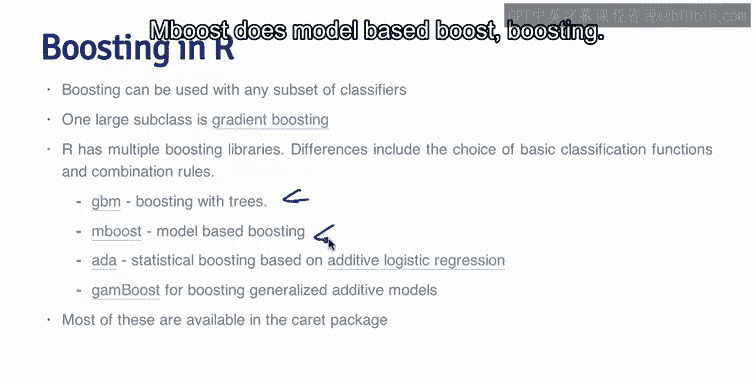 Mboost does model based boost, boosting.
Boosting in R
· Boosting can be used with any subset of classifiers
· One large subclass is gradient boosting
· R has multiple boosting libraries. Differences include the choice of basic classification functions
and combination rules.
- gbm - boosting with trees.
- mboost - model based boosting
- ada - statistical boosting based on additive logistic regression
- gamBoost for boosting generalized additive models
· Most of these are available in the caret package